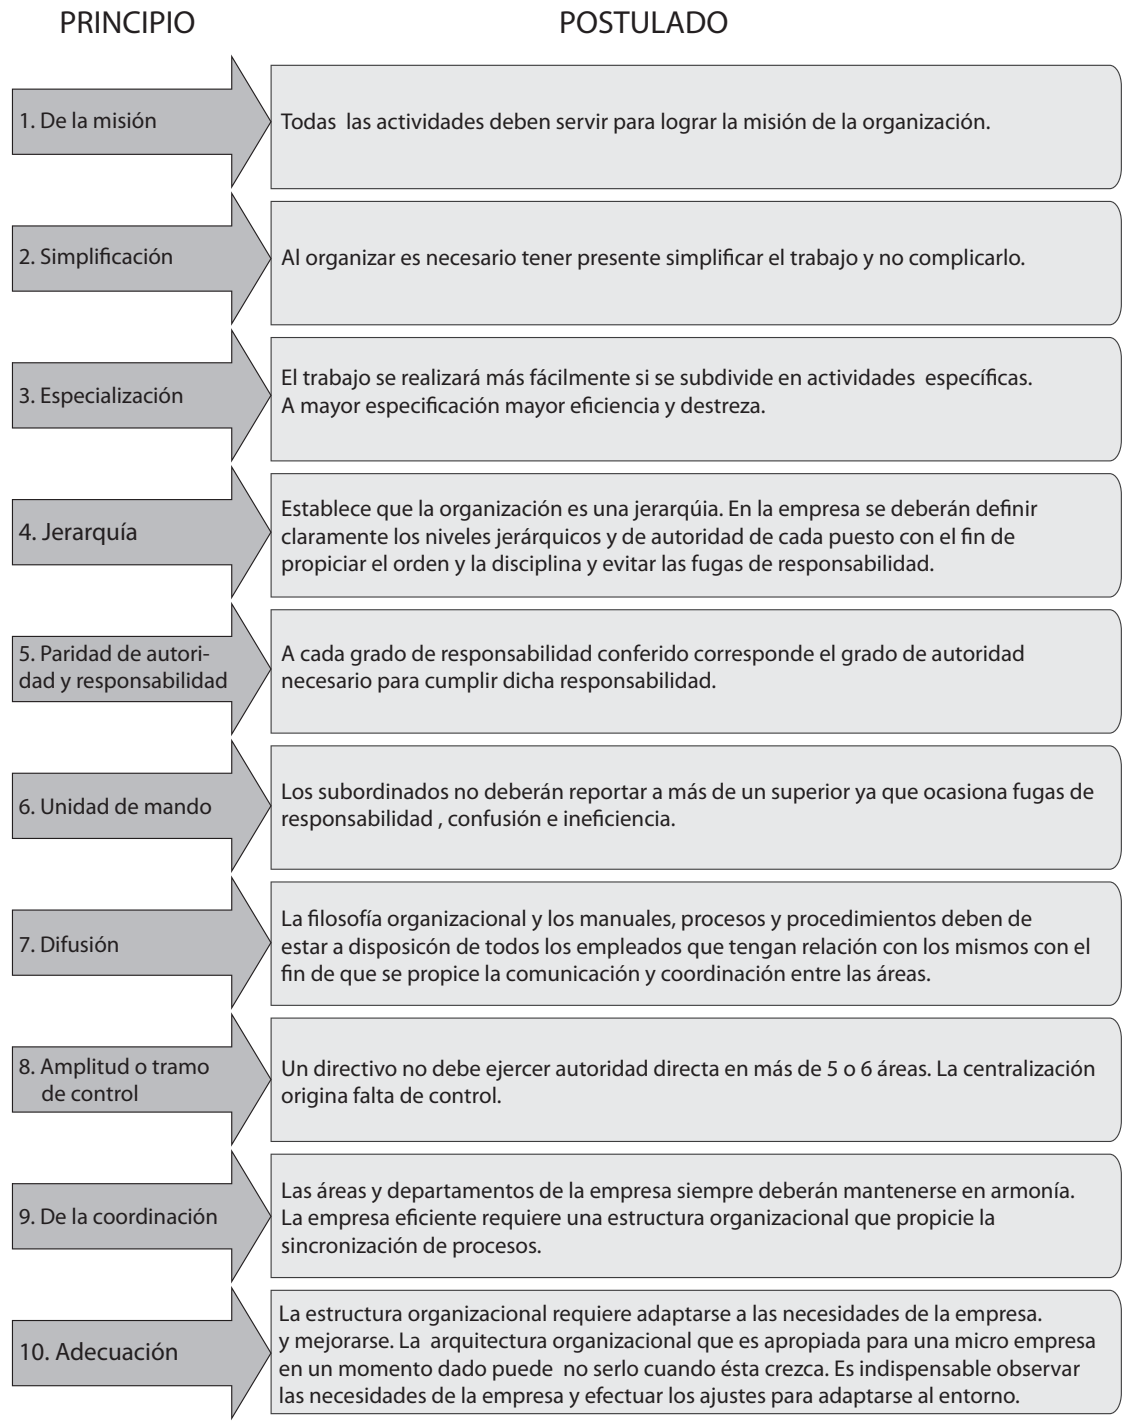 PRINCIPIO
POSTULADO
1. De la misión
Todas las actividades deben servir para lograr la misión de la organización.
2. Simplificación
Al organizar es necesario tener presente simplificar el trabajo y no complicarlo.
3. Especialización
El trabajo se realizará más fácilmente si se subdivide en actividades específicas.
A mayor especificación mayor eficiencia y destreza.
4. Jerarquía
Establece que la organización es una jerarqúia. En la empresa se deberán definir
claramente los niveles jerárquicos y de autoridad de cada puesto con el fin de
propiciar el orden y la disciplina y evitar las fugas de responsabilidad.
5. Paridad de autori-
dad y responsabilidad
A cada grado de responsabilidad conferido corresponde el grado de autoridad
necesario para cumplir dicha responsabilidad.
6. Unidad de mando
Los subordinados no deberán reportar a más de un superior ya que ocasiona fugas de
responsabilidad , confusión e ineficiencia.
7. Difusión
La filosofía organizacional y los manuales, procesos y procedimientos deben de
estar a disposicón de todos los empleados que tengan relación con los mismos con el
fin de que se propice la comunicación y coordinación entre las áreas.
8. Amplitud o tramo
de control
Un directivo no debe ejercer autoridad directa en más de 5 o 6 áreas. La centralización
origina falta de control.
9. De la coordinación
Las áreas y departamentos de la empresa siempre deberán mantenerse en armonía.
La empresa eficiente requiere una estructura organizacional que propicie la
sincronización de procesos.
10. Adecuación
La estructura organizacional requiere adaptarse a las necesidades de la empresa.
y mejorarse. La arquitectura organizacional que es apropiada para una micro empresa
en un momento dado puede no serlo cuando ésta crezca. Es indispensable observar
las necesidades de la empresa y efectuar los ajustes para adaptarse al entorno.